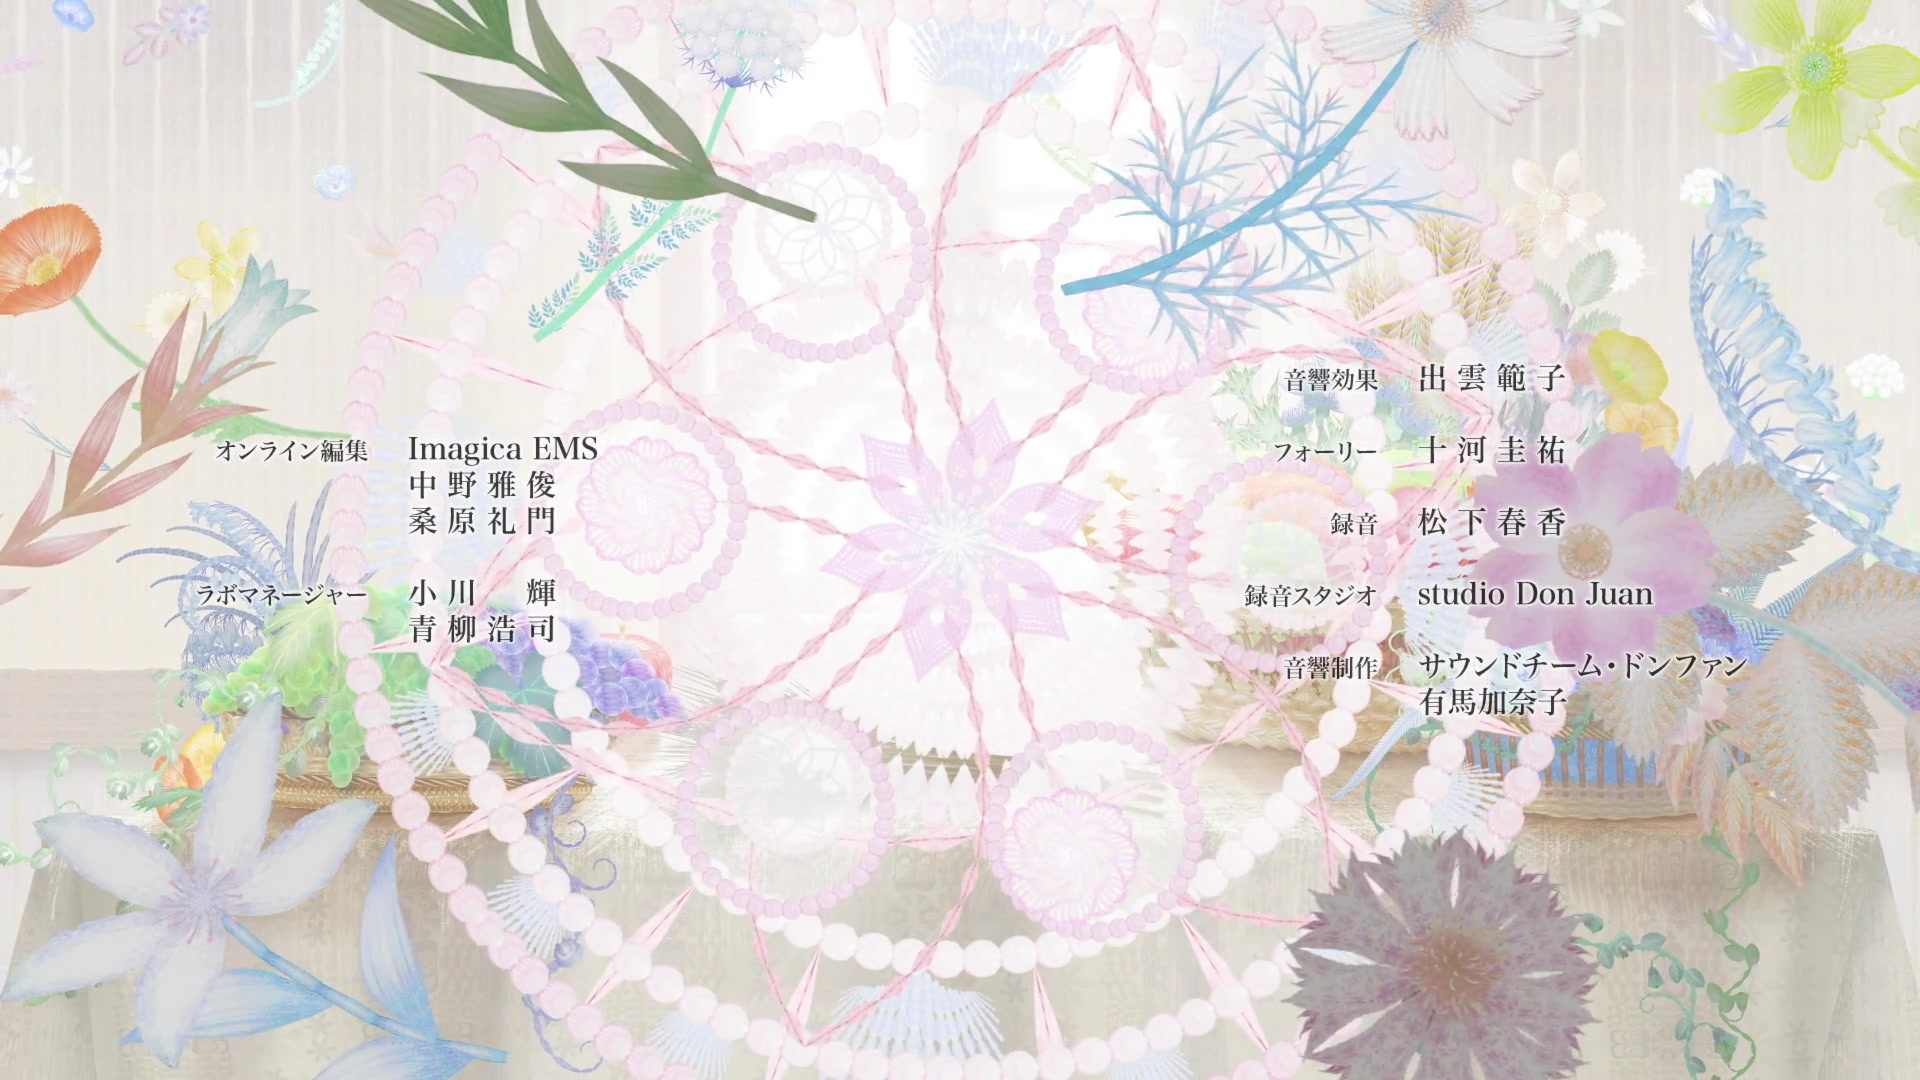 オンライン編集 Imagica EMS
中野雅俊
桑原礼門
ラボマネージャー 小川 輝
青柳浩司
音響効果 出雲範子
フォーリー 十河圭祐
録音 松下春香
録音スタジオ studio Don Juan
音響制作 サウンドチーム・ドンファン
有馬加奈子